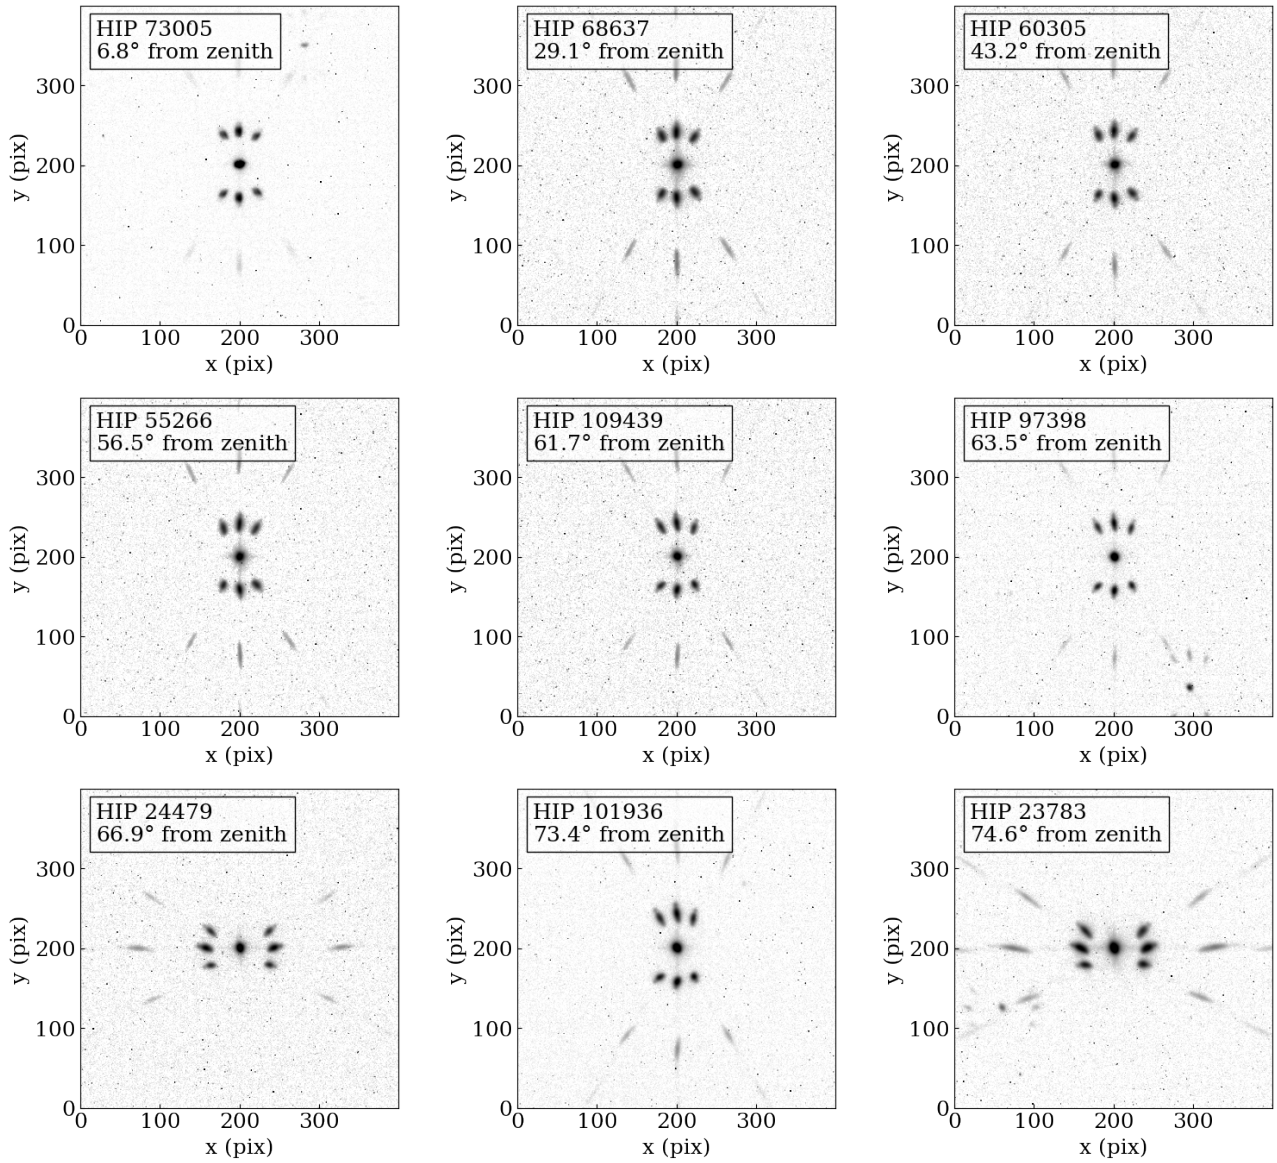 HIP 73005
6.8° from zenith
y (pix)
300
200
100
0
0 100 200 300
x (pix)
HIP 68637
29.1° from zenith
y (pix)
300
200
100
0
0 100 200 300
x (pix)
HIP 60305
43.2° from zenith
y (pix)
300
200
100
0
0 100 200 300
x (pix)
HIP 55266
56.5° from zenith
y (pix)
300
200
100
0
0 100 200 300
x (pix)
HIP 109439
61.7° from zenith
y (pix)
300
200
100
0
0 100 200 300
x (pix)
HIP 97398
63.5° from zenith
y (pix)
300
200
100
0
0 100 200 300
x (pix)
HIP 24479
66.9° from zenith
y (pix)
300
200
100
0
0 100 200 300
x (pix)
HIP 101936
73.4° from zenith
y (pix)
300
200
100
0
0 100 200 300
x (pix)
HIP 23783
74.6° from zenith
y (pix)
300
200
100
0
0 100 200 300
x (pix)